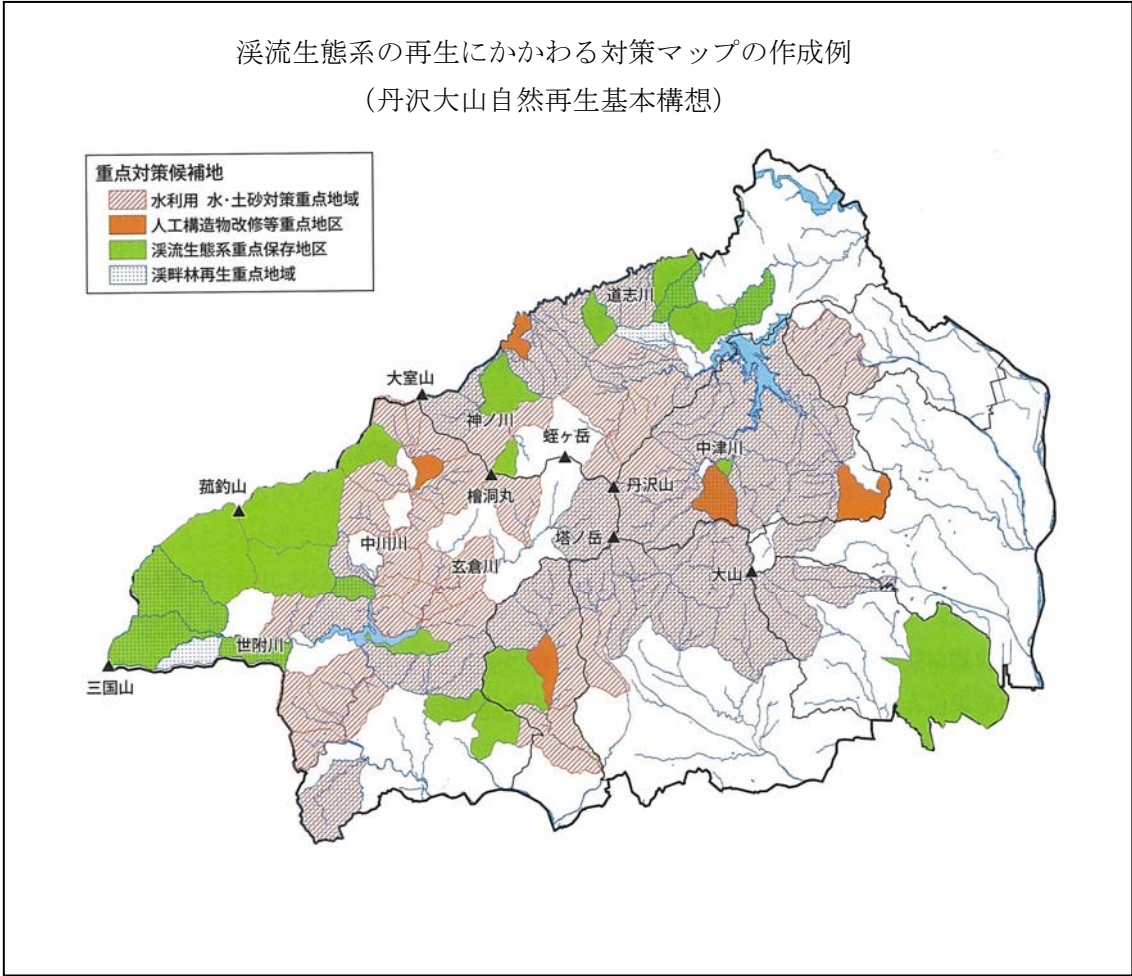 渓流生態系の再生にかかわる対策マップの作成例
（丹沢大山自然再生基本構想）
重点対策候補地
水利用 水・土砂対策重点地域
人工構造物改修等重点地区
渓流生態系重点保存地区
渓畔林再生重点地域
道志川
大室山
神ノ川
蛭ヶ岳
中津川
菰釣山
檜洞丸
丹沢山
中川川
塔ノ岳
玄倉川
大山
世附川
三国山